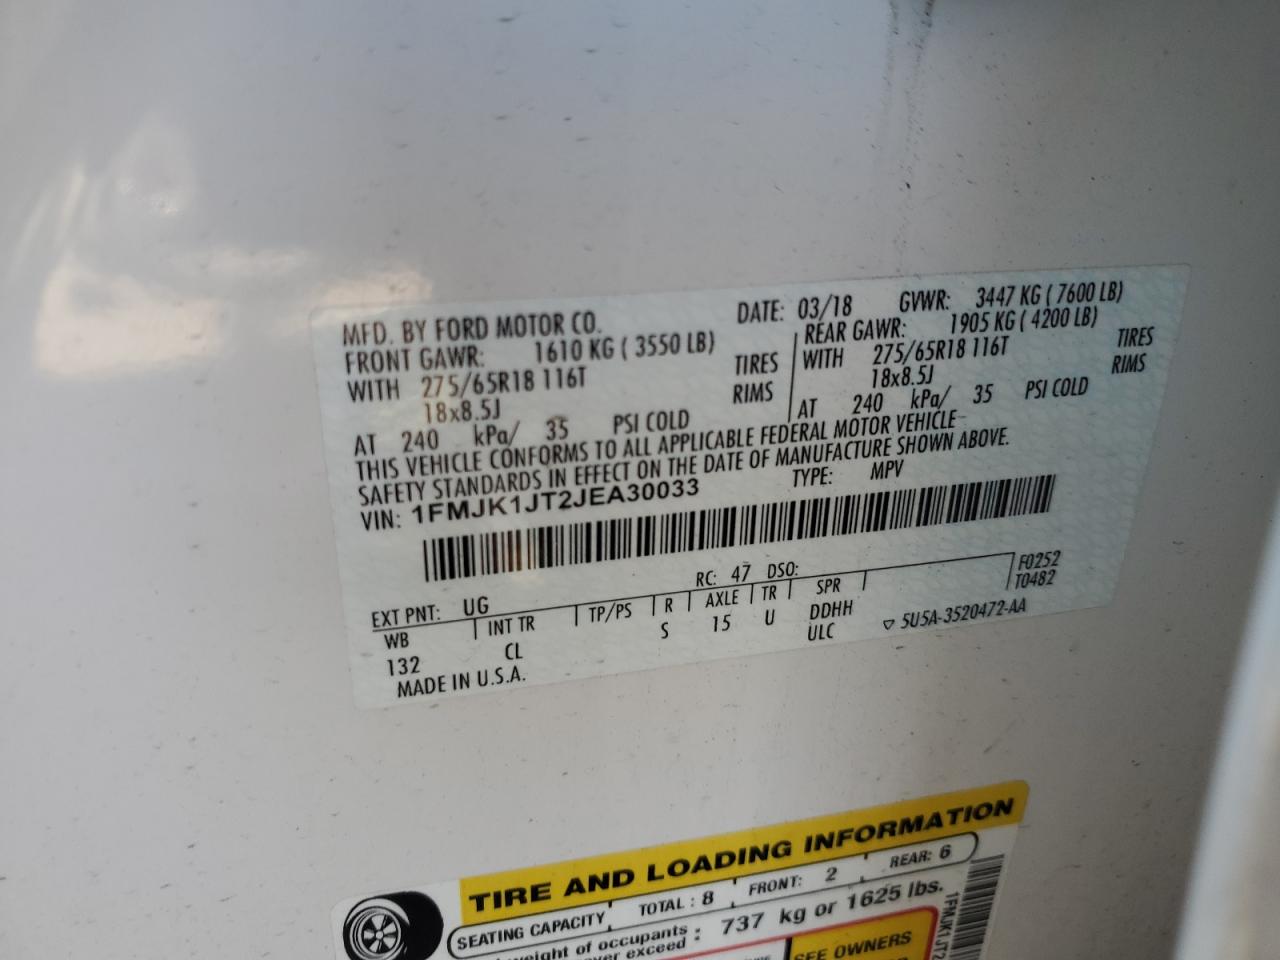 MFD. BY FORD MOTOR CO. DATE: 03/18 GVWR: 3447 KG ( 7600 LB)
FRONT GAWR: 1610 KG ( 3550 LB) REAR GAWR: 1905 KG ( 4200 LB)
WITH 275/65R18 116T TIRES WITH 275/65R18 116T TIRES
18x8.5J RIMS 18x8.5J RIMS
AT 240 kPa/ 35 PSI COLD AT 240 kPa/ 35 PSI COLD
THIS VEHICLE CONFORMS TO ALL APPLICABLE FEDERAL MOTOR VEHICLE
SAFETY STANDARDS IN EFFECT ON THE DATE OF MANUFACTURE SHOWN ABOVE.
VIN: 1FMJK1JT2JEA30033 TYPE: MPV
EXT PNT: UG RC: 47 DSO: F0252
WB INT TR TP/PS R AXLE TR SPR T0482
132 CL S 15 U DDHH
ULC 5U5A-3520472-AA
MADE IN U.S.A.
TIRE AND LOADING INFORMATION
SEATING CAPACITY TOTAL : 8 FRONT: 2 REAR: 6
of occupants
exceed : 737 kg or 1625 lbs.
SEE OWNERS
1FMJK1JT2